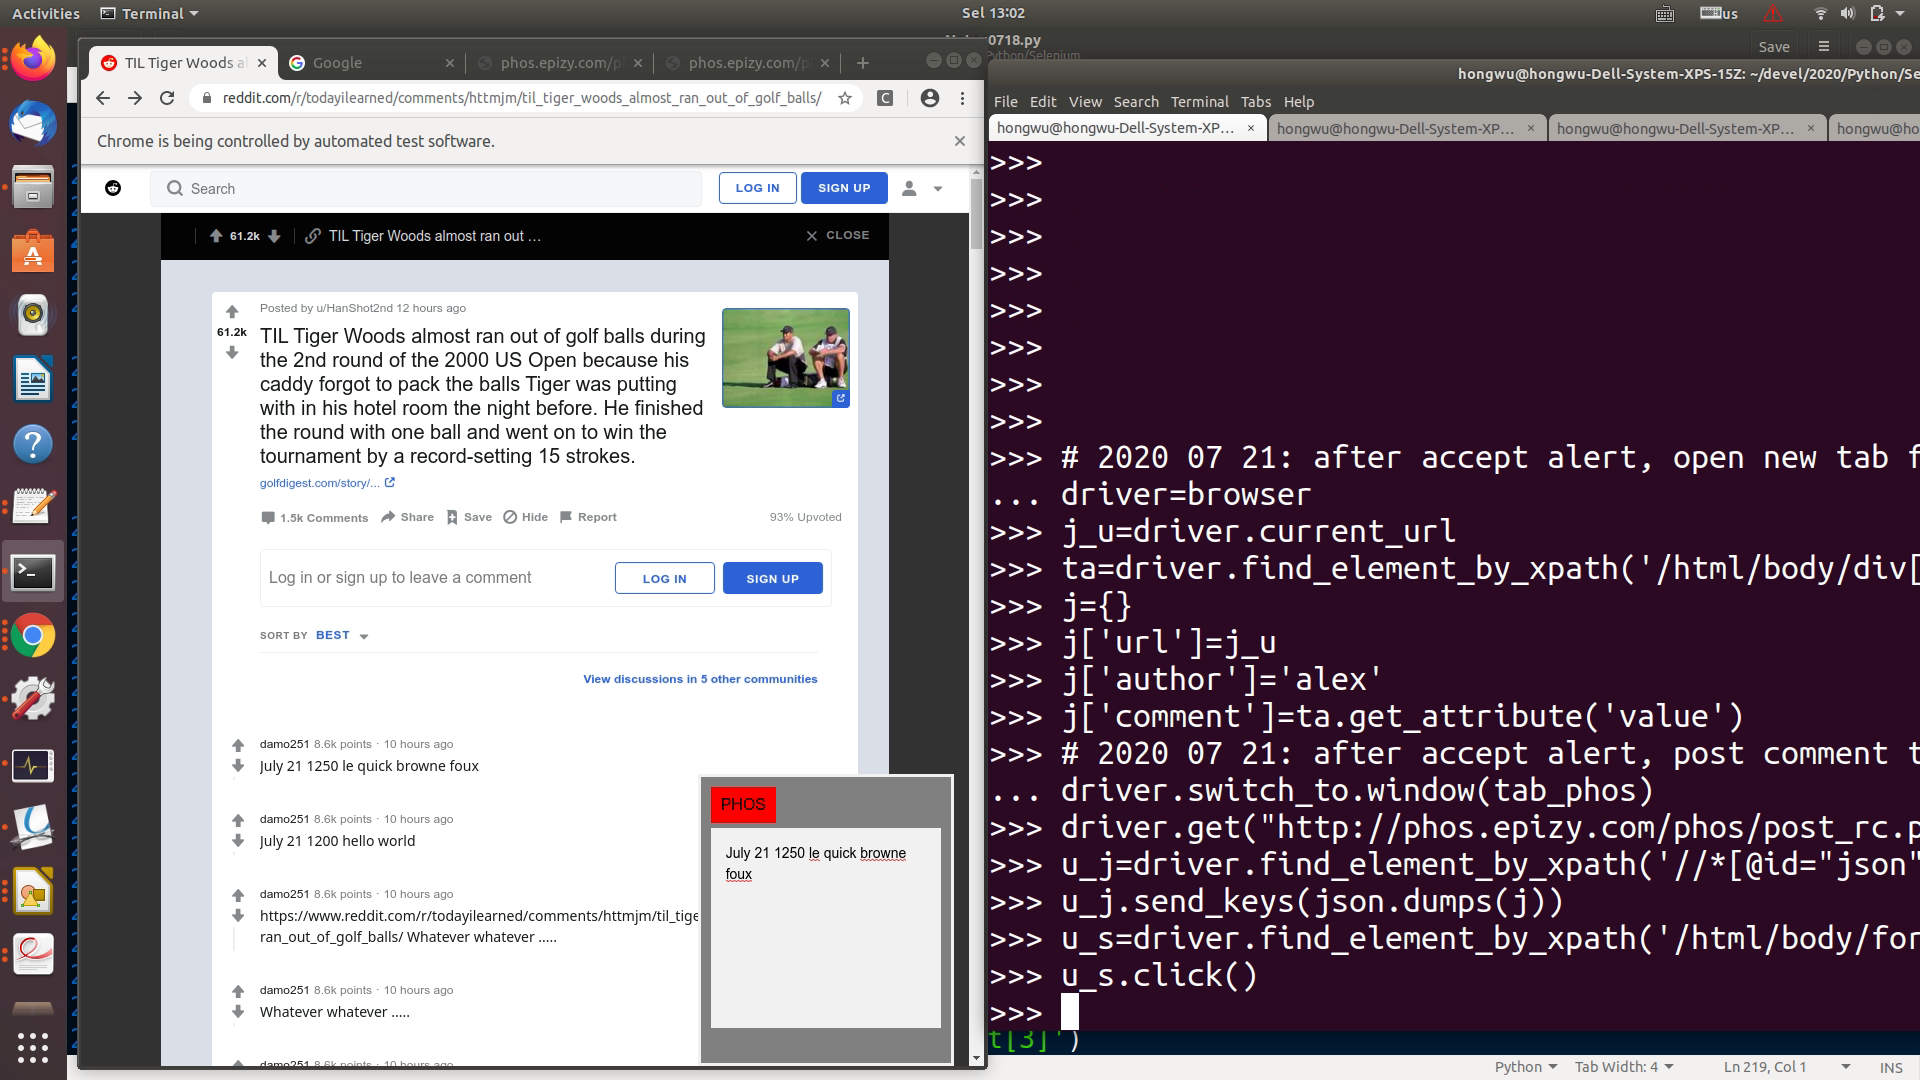 Activities
Terminal
Sel 13:02
us
0718.py
Python/Selenium
Save
TIL Tiger Woods al
Google
phos.epizy.com/p
phos.epizy.com/p
reddit.com/r/todayilearned/comments/httmjm/til_tiger_woods_almost_ran_out_of_golf_balls/
Chrome is being controlled by automated test software.
Search
LOG IN
SIGN UP
61.2k
TIL Tiger Woods almost ran out ...
CLOSE
Posted by u/HanShot2nd 12 hours ago
61.2k
TIL Tiger Woods almost ran out of golf balls during
the 2nd round of the 2000 US Open because his
caddy forgot to pack the balls Tiger was putting
with in his hotel room the night before. He finished
the round with one ball and went on to win the
tournament by a record-setting 15 strokes.
golfdigest.com/story/...
1.5k Comments Share Save Hide Report 93% Upvoted
Log in or sign up to leave a comment
LOG IN
SIGN UP
SORT BY BEST
View discussions in 5 other communities
damo251 8.6k points · 10 hours ago
July 21 1250 le quick browne foux
damo251 8.6k points · 10 hours ago
July 21 1200 hello world
damo251 8.6k points · 10 hours ago
https://www.reddit.com/r/todayilearned/comments/httmjm/til_tige
ran_out_of_golf_balls/ Whatever whatever .....
damo251 8.6k points · 10 hours ago
Whatever whatever .....
damo251 8.6k points · 10 hours ago
PHOS
July 21 1250 le quick browne
foux
hongwu@hongwu-Dell-System-XPS-15Z: ~/devel/2020/Python/Se
File Edit View Search Terminal Tabs Help
hongwu@hongwu-Dell-System-XP...
hongwu@hongwu-Dell-System-XP...
hongwu@hongwu-Dell-System-XP...
hongwu@ho
>>>
>>>
>>>
>>>
>>>
>>>
>>>
>>>
>>> # 2020 07 21: after accept alert, open new tab f
... driver=browser
>>> j_u=driver.current_url
>>> ta=driver.find_element_by_xpath('/html/body/div[
>>> j={}
>>> j['url']=j_u
>>> j['author']='alex'
>>> j['comment']=ta.get_attribute('value')
>>> # 2020 07 21: after accept alert, post comment t
... driver.switch_to.window(tab_phos)
>>> driver.get("http://phos.epizy.com/phos/post_rc.p
>>> u_j=driver.find_element_by_xpath('//*[@id="json"
>>> u_j.send_keys(json.dumps(j))
>>> u_s=driver.find_element_by_xpath('/html/body/for
>>> u_s.click()
>>>
t[3]')
Python
Tab Width: 4
Ln 219, Col 1
INS